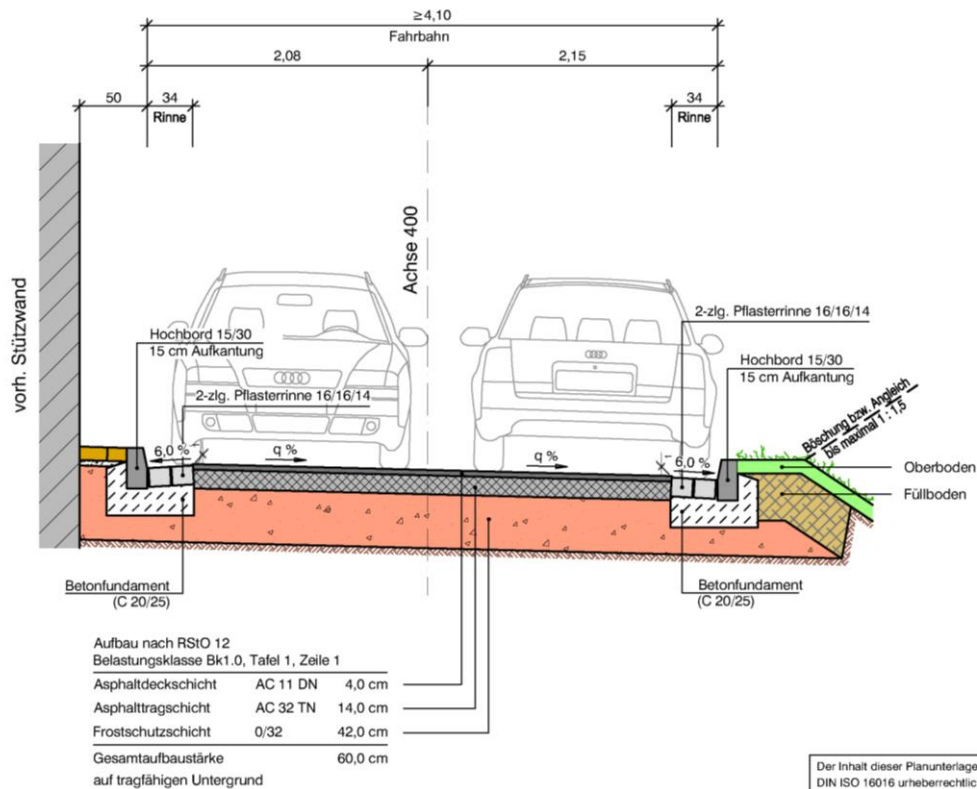 ≥4,10
Fahrbahn
2,08
2,15
50
34
Rinne
34
Rinne
vorh. Stützwand
Achse 400
Hochbord 15/30
15 cm Aufkantung
2-zlg. Pflasterrinne 16/16/14
2-zlg. Pflasterrinne 16/16/14
Hochbord 15/30
15 cm Aufkantung
Böschung bzw. Angleich
bis maximal 1 : 1,5
6,0 %
q %
q %
6,0 %
Oberboden
Füllboden
Betonfundament
(C 20/25)
Betonfundament
(C 20/25)
Aufbau nach RStO 12
Belastungsklasse Bk1.0, Tafel 1, Zeile 1
Asphaltdeckschicht AC 11 DN 4,0 cm
Asphalttragschicht AC 32 TN 14,0 cm
Frostschutzschicht 0/32 42,0 cm
Gesamtaufbaustärke 60,0 cm
auf tragfähigen Untergrund
Der Inhalt dieser Planunterlage
DIN ISO 16016 urheberrechtlic